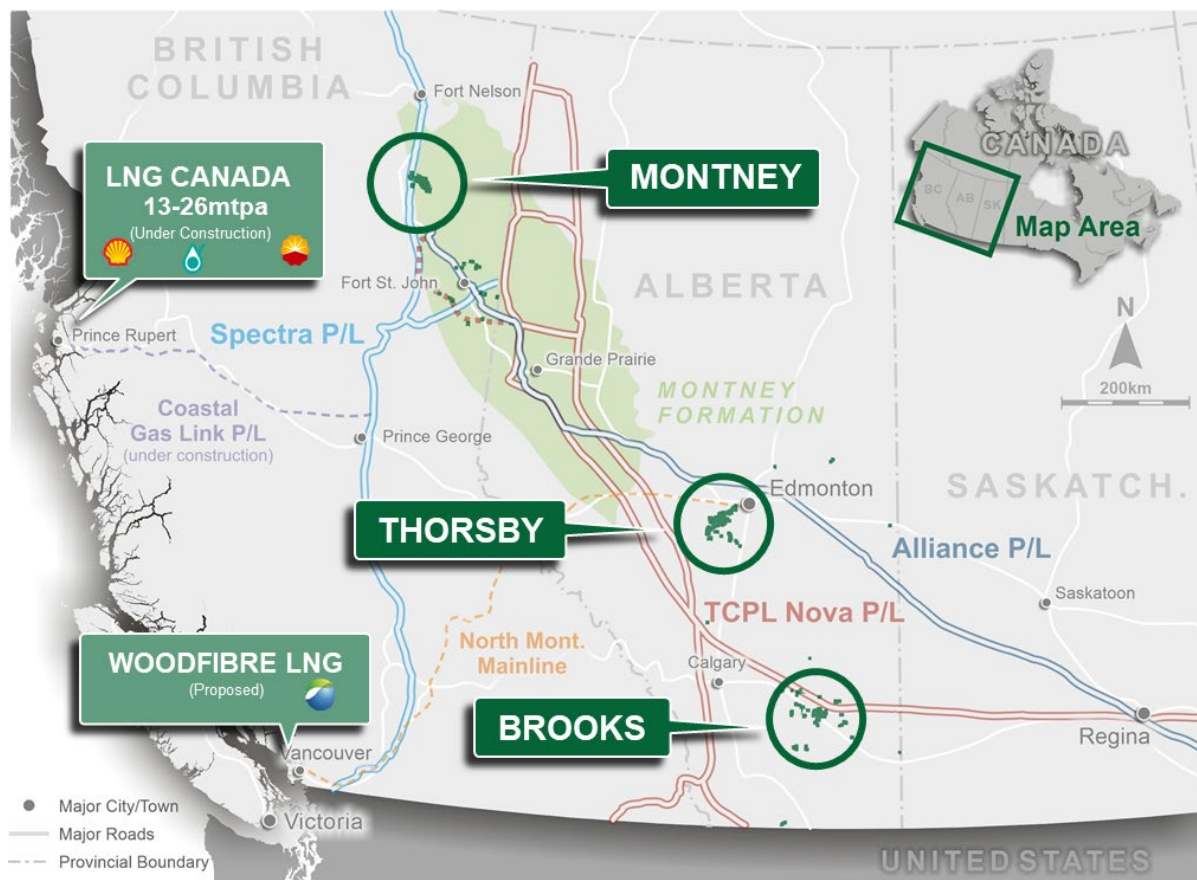 BRITISH
COLUMBIA
Fort Nelson
LNG CANADA
13-26mtpa
(Under Construction)
MONTNEY
CANADA
BC
AB
SK
Map Area
Fort St. John
ALBERTA
N
Prince Rupert
Spectra P/L
Grande Prairie
200km
MONTNEY
FORMATION
Coastal
Gas Link P/L
(under construction)
Prince George
Edmonton
SASKATCH.
THORSBY
Alliance P/L
Saskatoon
TCPL Nova P/L
North Mont.
Mainline
WOODFIBRE LNG
(Proposed)
Calgary
BROOKS
Regina
Vancouver
Victoria
Major City/Town
Major Roads
Provincial Boundary
UNITED STATES